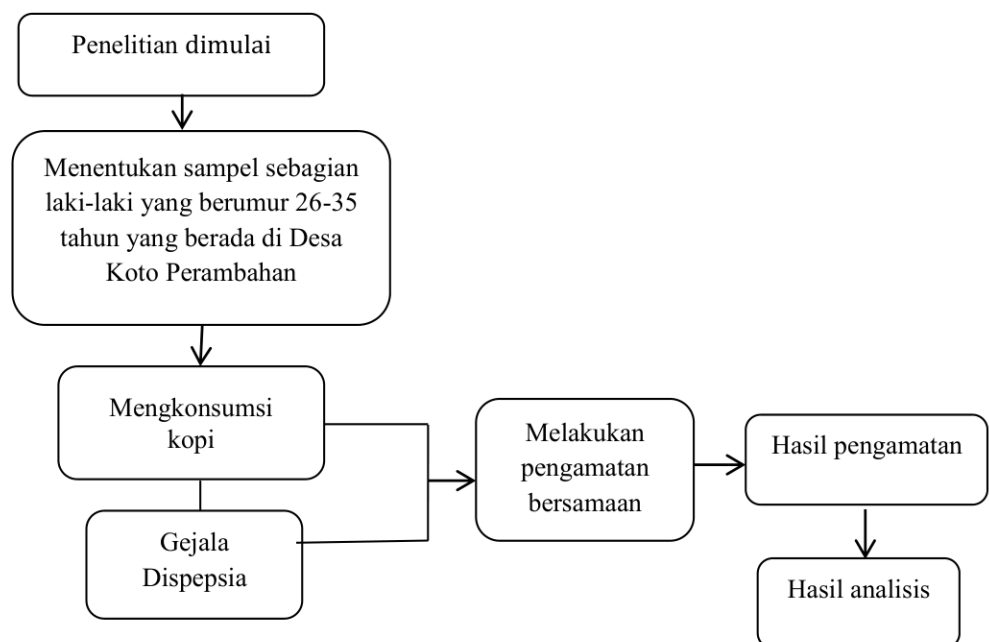 Penelitian dimulai
Menentukan sampel sebagian
laki-laki yang berumur 26-35
tahun yang berada di Desa
Koto Perambahan
Mengkonsumsi
kopi
Gejala
Dispepsia
Melakukan
pengamatan
bersamaan
Hasil pengamatan
Hasil analisis